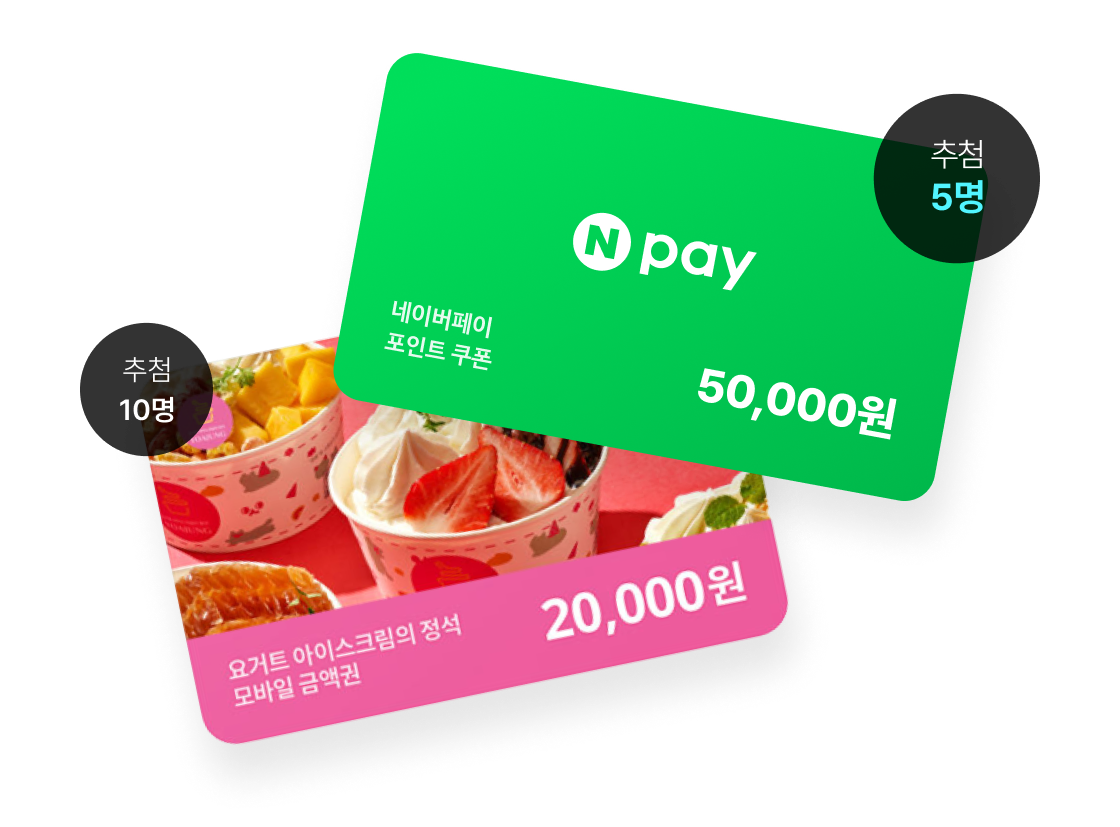 추첨
5명
N pay
네이버페이
포인트 쿠폰
50,000원
추첨
10명
요거트 아이스크림의 정석
모바일 금액권
20,000원